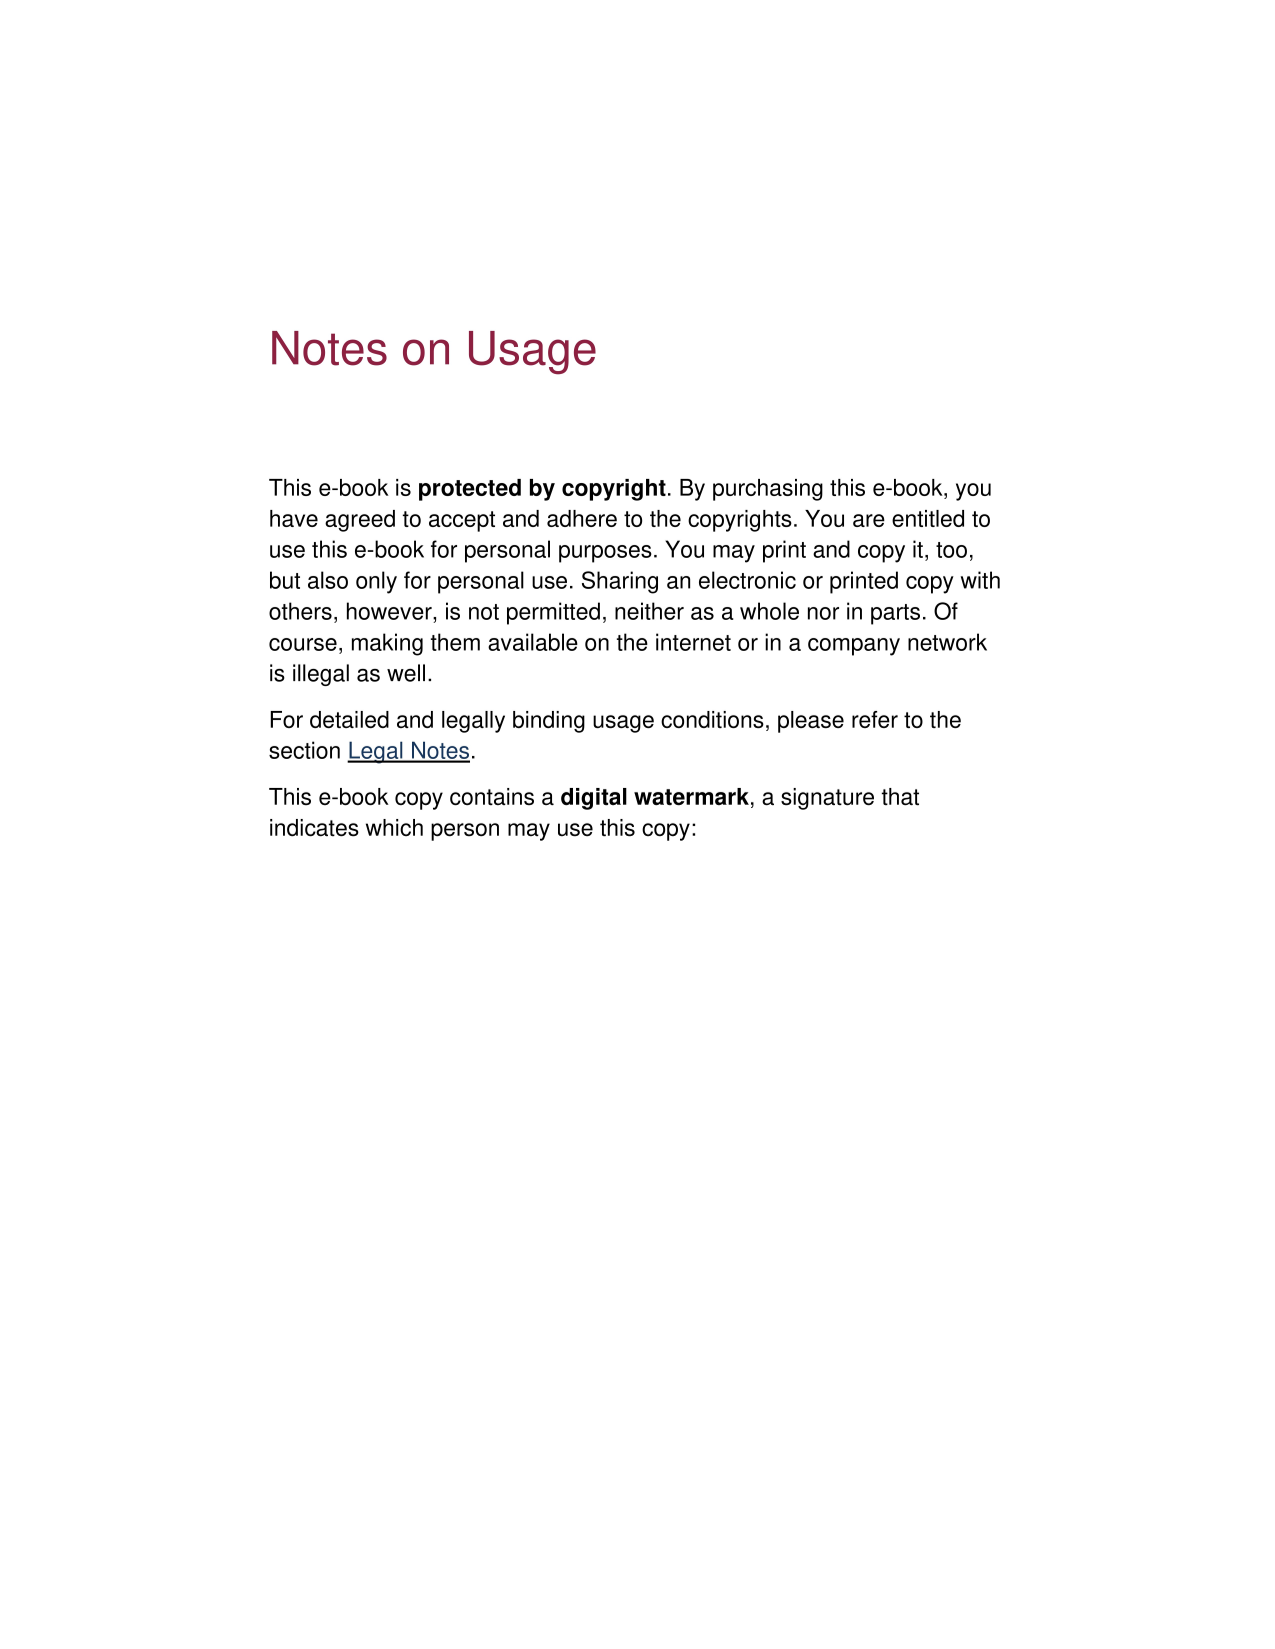 Notes on Usage
This e-book is protected by copyright. By purchasing this e-book, you
have agreed to accept and adhere to the copyrights. You are entitled to
use this e-book for personal purposes. You may print and copy it, too,
but also only for personal use. Sharing an electronic or printed copy with
others, however, is not permitted, neither as a whole nor in parts. Of
course, making them available on the internet or in a company network
is illegal as well.
For detailed and legally binding usage conditions, please refer to the
section Legal Notes.
This e-book copy contains a digital watermark, a signature that
indicates which person may use this copy: